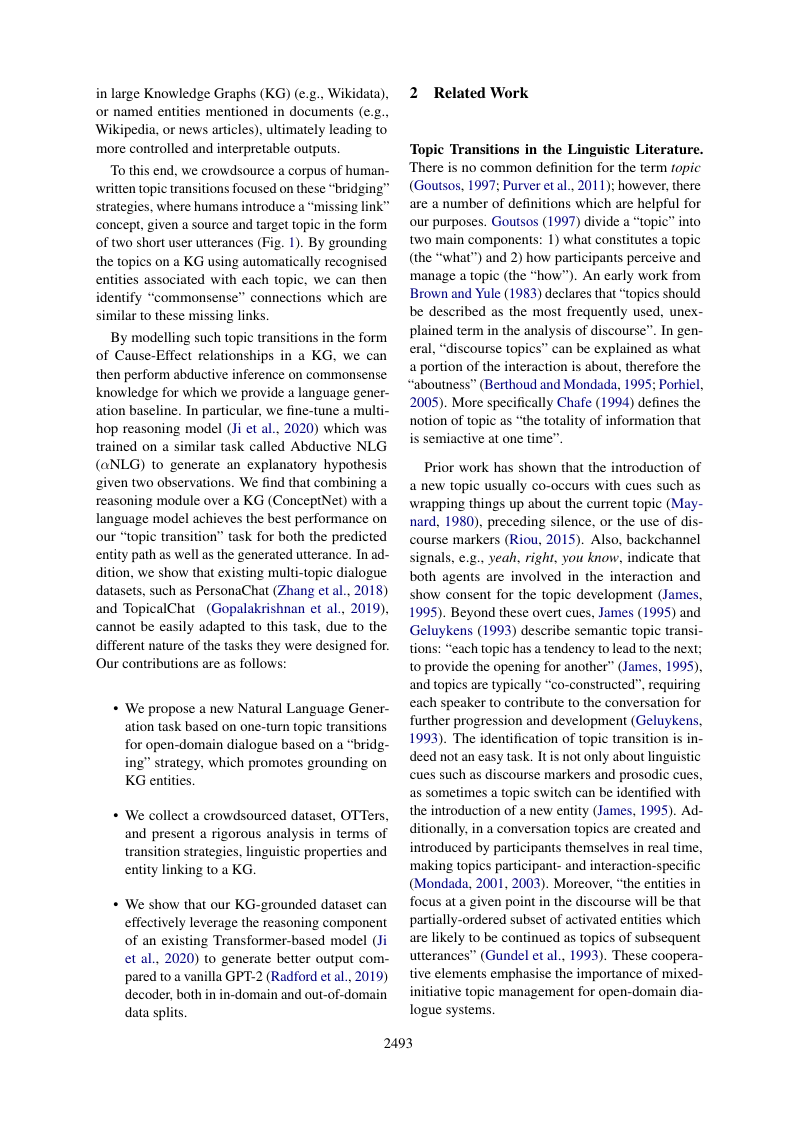 in large Knowledge Graphs (KG) (e.g., Wikidata),
or named entities mentioned in documents (e.g.,
Wikipedia, or news articles), ultimately leading to
more controlled and interpretable outputs.
To this end, we crowdsource a corpus of human-
written topic transitions focused on these “bridging”
strategies, where humans introduce a “missing link”
concept, given a source and target topic in the form
of two short user utterances (Fig. 1). By grounding
the topics on a KG using automatically recognised
entities associated with each topic, we can then
identify “commonsense” connections which are
similar to these missing links.
By modelling such topic transitions in the form
of Cause-Effect relationships in a KG, we can
then perform abductive inference on commonsense
knowledge for which we provide a language gener-
ation baseline. In particular, we fine-tune a multi-
hop reasoning model (Ji et al., 2020) which was
trained on a similar task called Abductive NLG
(αNLG) to generate an explanatory hypothesis
given two observations. We find that combining a
reasoning module over a KG (ConceptNet) with a
language model achieves the best performance on
our “topic transition” task for both the predicted
entity path as well as the generated utterance. In ad-
dition, we show that existing multi-topic dialogue
datasets, such as PersonaChat (Zhang et al., 2018)
and TopicalChat (Gopalakrishnan et al., 2019),
cannot be easily adapted to this task, due to the
different nature of the tasks they were designed for.
Our contributions are as follows:
• We propose a new Natural Language Gener-
ation task based on one-turn topic transitions
for open-domain dialogue based on a “bridg-
ing” strategy, which promotes grounding on
KG entities.
• We collect a crowdsourced dataset, OTTers,
and present a rigorous analysis in terms of
transition strategies, linguistic properties and
entity linking to a KG.
• We show that our KG-grounded dataset can
effectively leverage the reasoning component
of an existing Transformer-based model (Ji
et al., 2020) to generate better output com-
pared to a vanilla GPT-2 (Radford et al., 2019)
decoder, both in in-domain and out-of-domain
data splits.
2 Related Work
Topic Transitions in the Linguistic Literature.
There is no common definition for the term topic
(Goutsos, 1997; Purver et al., 2011); however, there
are a number of definitions which are helpful for
our purposes. Goutsos (1997) divide a “topic” into
two main components: 1) what constitutes a topic
(the “what”) and 2) how participants perceive and
manage a topic (the “how”). An early work from
Brown and Yule (1983) declares that “topics should
be described as the most frequently used, unex-
plained term in the analysis of discourse”. In gen-
eral, “discourse topics” can be explained as what
a portion of the interaction is about, therefore the
“aboutness” (Berthoud and Mondada, 1995; Porhiel,
2005). More specifically Chafe (1994) defines the
notion of topic as “the totality of information that
is semiactive at one time”.
Prior work has shown that the introduction of
a new topic usually co-occurs with cues such as
wrapping things up about the current topic (May-
nard, 1980), preceding silence, or the use of dis-
course markers (Riou, 2015). Also, backchannel
signals, e.g., yeah, right, you know, indicate that
both agents are involved in the interaction and
show consent for the topic development (James,
1995). Beyond these overt cues, James (1995) and
Geluykens (1993) describe semantic topic transi-
tions: “each topic has a tendency to lead to the next;
to provide the opening for another” (James, 1995),
and topics are typically “co-constructed”, requiring
each speaker to contribute to the conversation for
further progression and development (Geluykens,
1993). The identification of topic transition is in-
deed not an easy task. It is not only about linguistic
cues such as discourse markers and prosodic cues,
as sometimes a topic switch can be identified with
the introduction of a new entity (James, 1995). Ad-
ditionally, in a conversation topics are created and
introduced by participants themselves in real time,
making topics participant- and interaction-specific
(Mondada, 2001, 2003). Moreover, “the entities in
focus at a given point in the discourse will be that
partially-ordered subset of activated entities which
are likely to be continued as topics of subsequent
utterances” (Gundel et al., 1993). These coopera-
tive elements emphasise the importance of mixed-
initiative topic management for open-domain dia-
logue systems.
2493